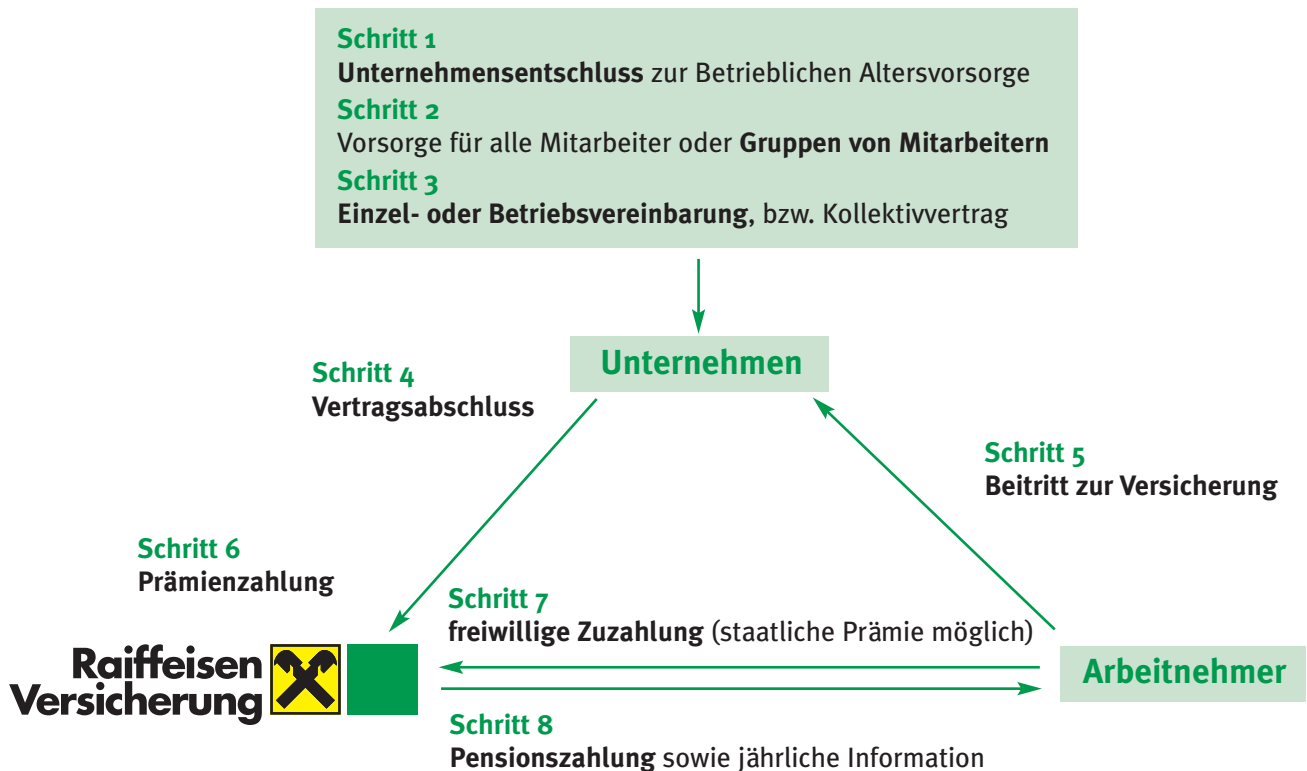 Schritt 1
Unternehmensentschluss zur Betrieblichen Altersvorsorge
Schritt 2
Vorsorge für alle Mitarbeiter oder Gruppen von Mitarbeitern
Schritt 3
Einzel- oder Betriebsvereinbarung, bzw. Kollektivvertrag
Unternehmen
Schritt 4
Vertragsabschluss
Schritt 5
Beitritt zur Versicherung
Schritt 6
Prämienzahlung
Schritt 7
freiwillige Zuzahlung (staatliche Prämie möglich)
Raiffeisen
Versicherung
Arbeitnehmer
Schritt 8
Pensionszahlung sowie jährliche Information